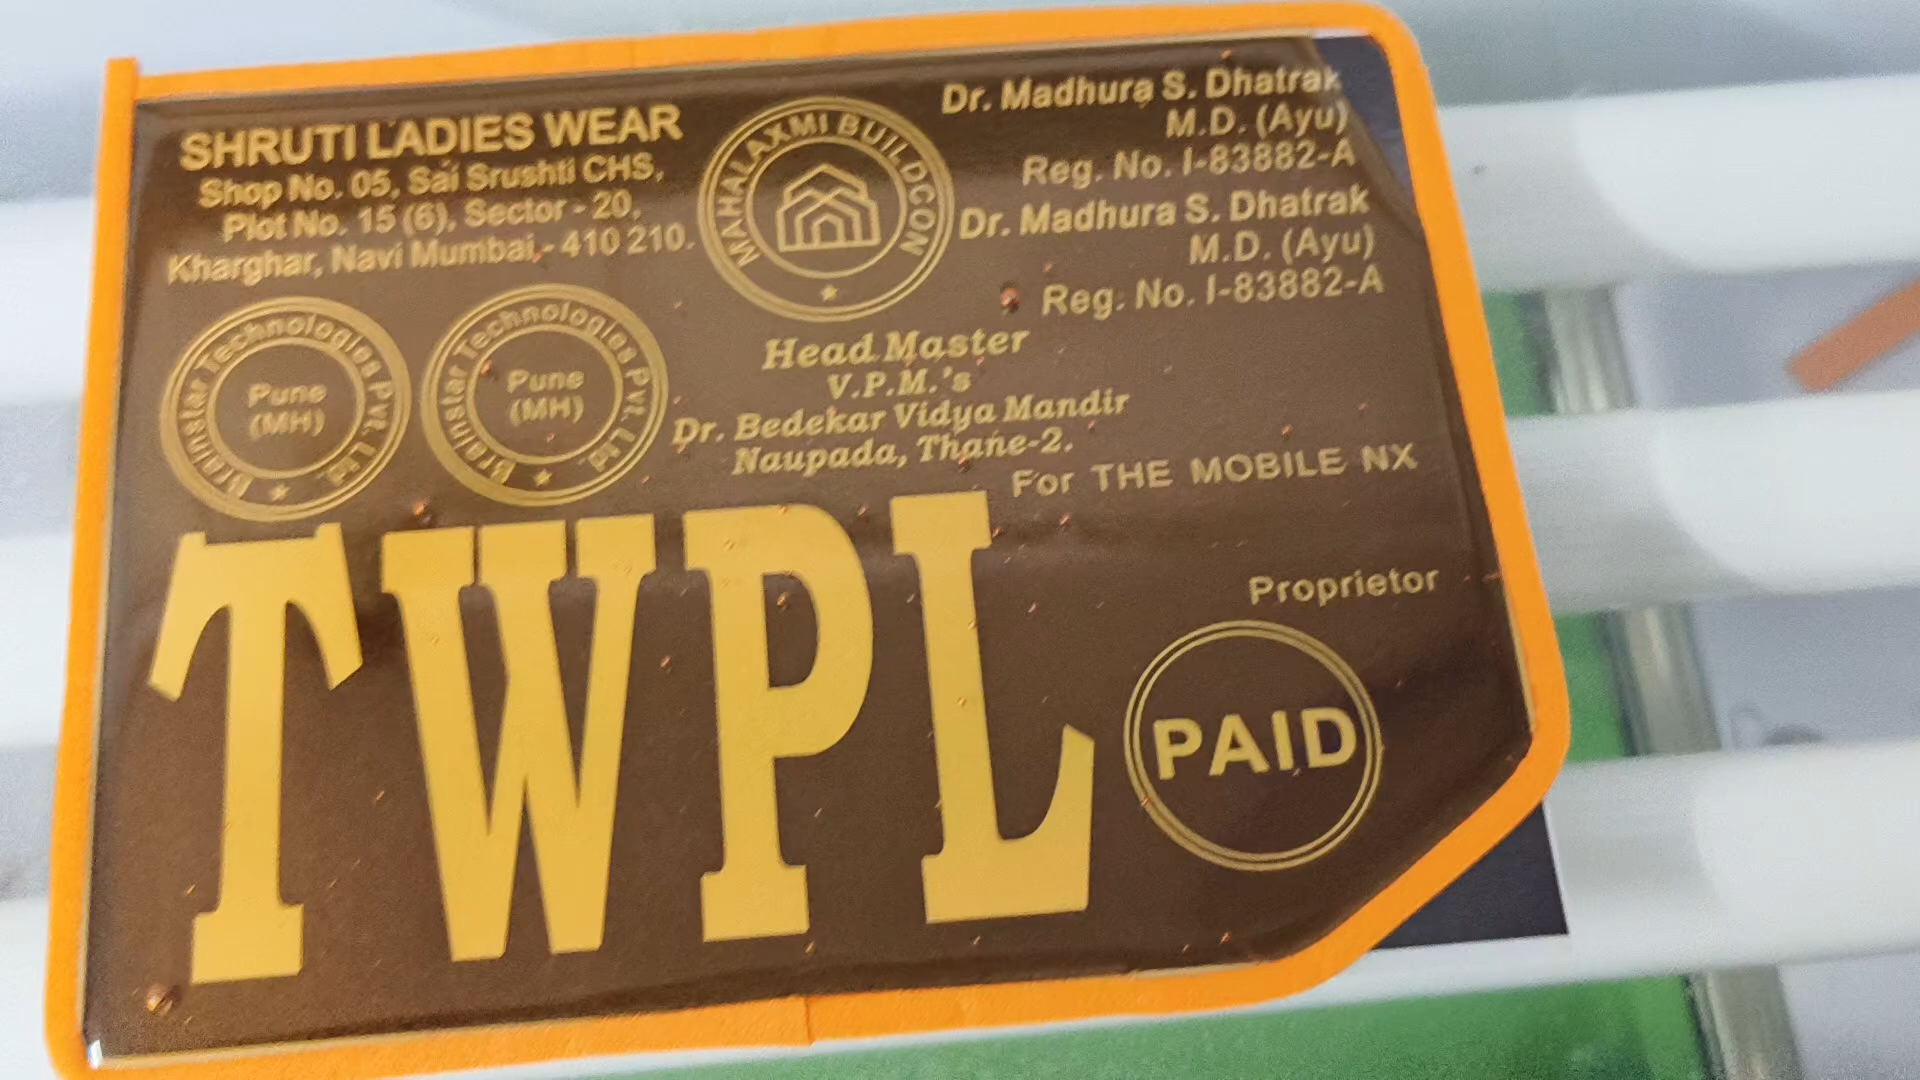 SHRUTI LADIES WEAR
Shop No. 05, Sai Srushti CHS,
Plot No. 15 (6), Sector - 20,
Kharghar, Navi Mumbai,- 410 210.
MAHALAXMI BUILDCON
Dr. Madhura S. Dhatrak
M.D. (Ayu)
Reg. No. I-83882-A
Dr. Madhura S. Dhatrak
M.D. (Ayu)
Reg. No. I-83882-A
Brainstar Technologies Pvt. Ltd.
Pune
(MH)
Brainstar Technologies Pvt. Ltd.
Pune
(MH)
Head Master
V.P.M.'s
Dr. Bedekar Vidya Mandir
Naupada, Thane-2.
For THE MOBILE NX
Proprietor
TWPL
PAID